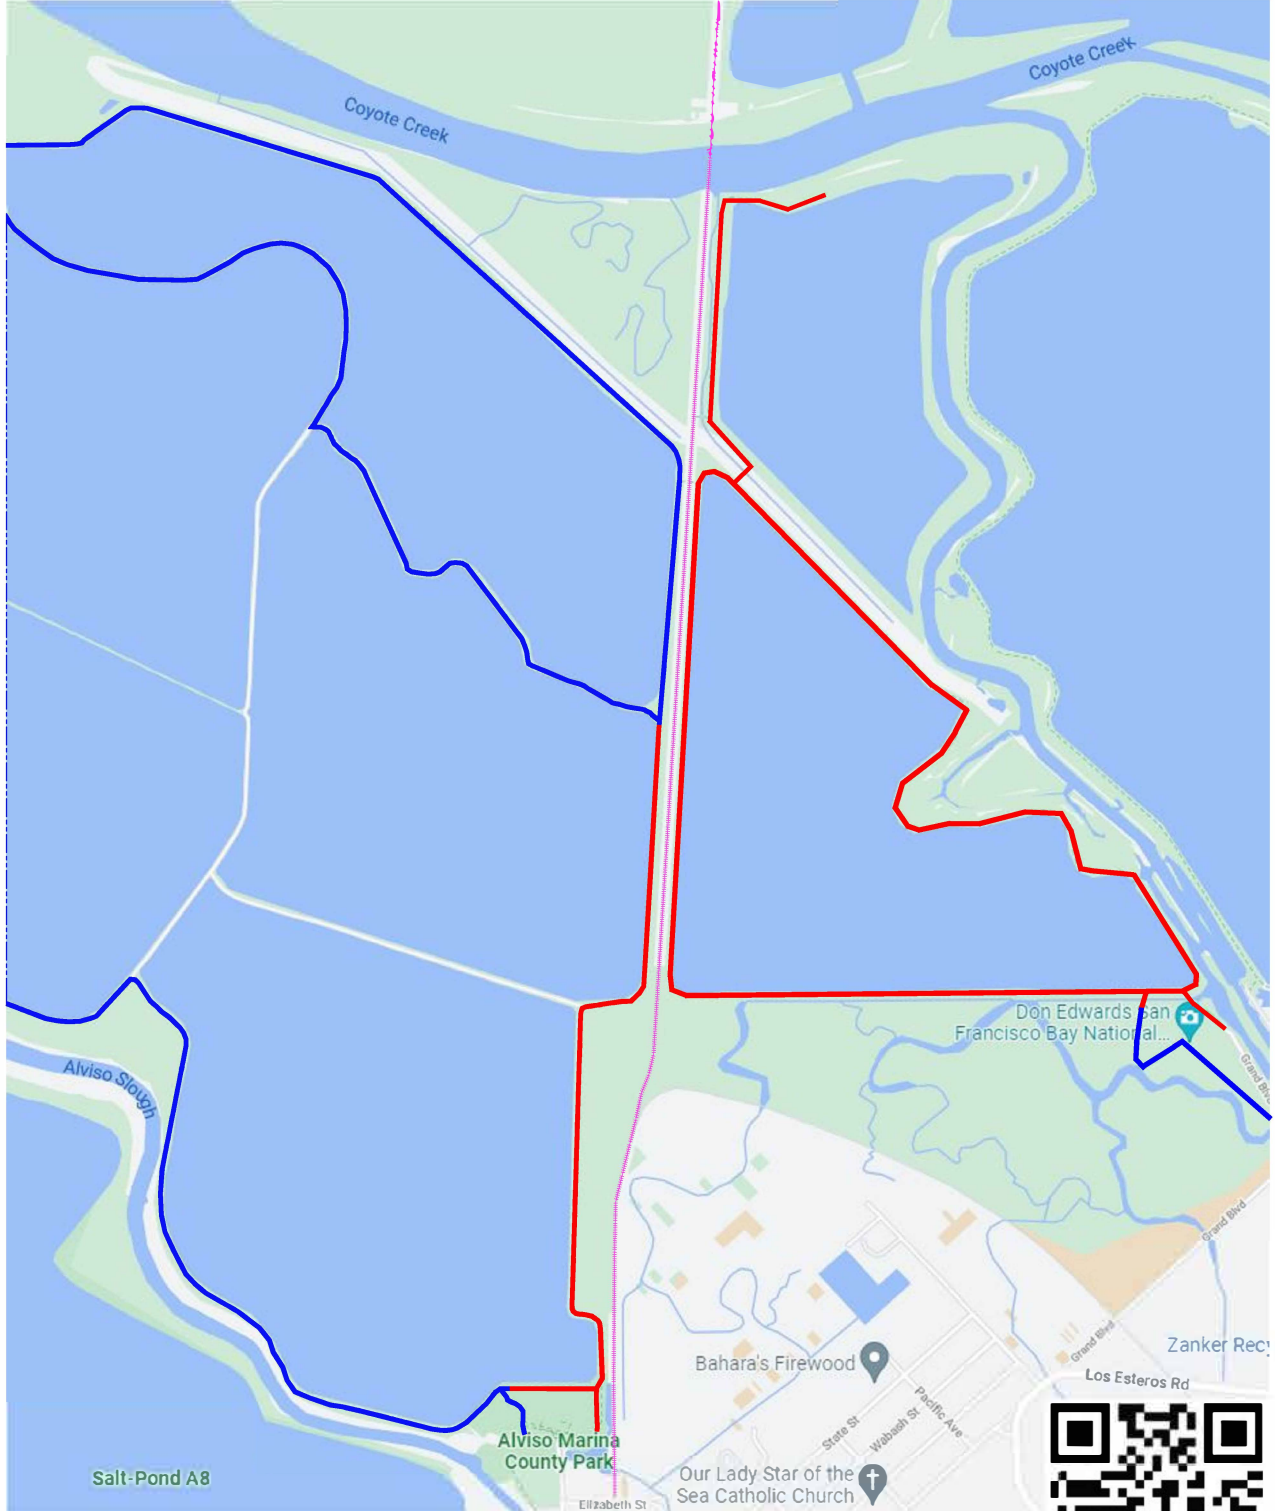 Coyote Creek
Coyote Creek
Don Edwards San
Francisco Bay National...
Grand Blvd
Alviso Slough
Grand Blvd
Grand Blvd
Zanker Recy
Bahara's Firewood
Los Esteros Rd
Pacific Ave
State St
Wabash St
Alviso Marina
County Park
Salt-Pond A8
Our Lady Star of the
Sea Catholic Church
Elizabeth St